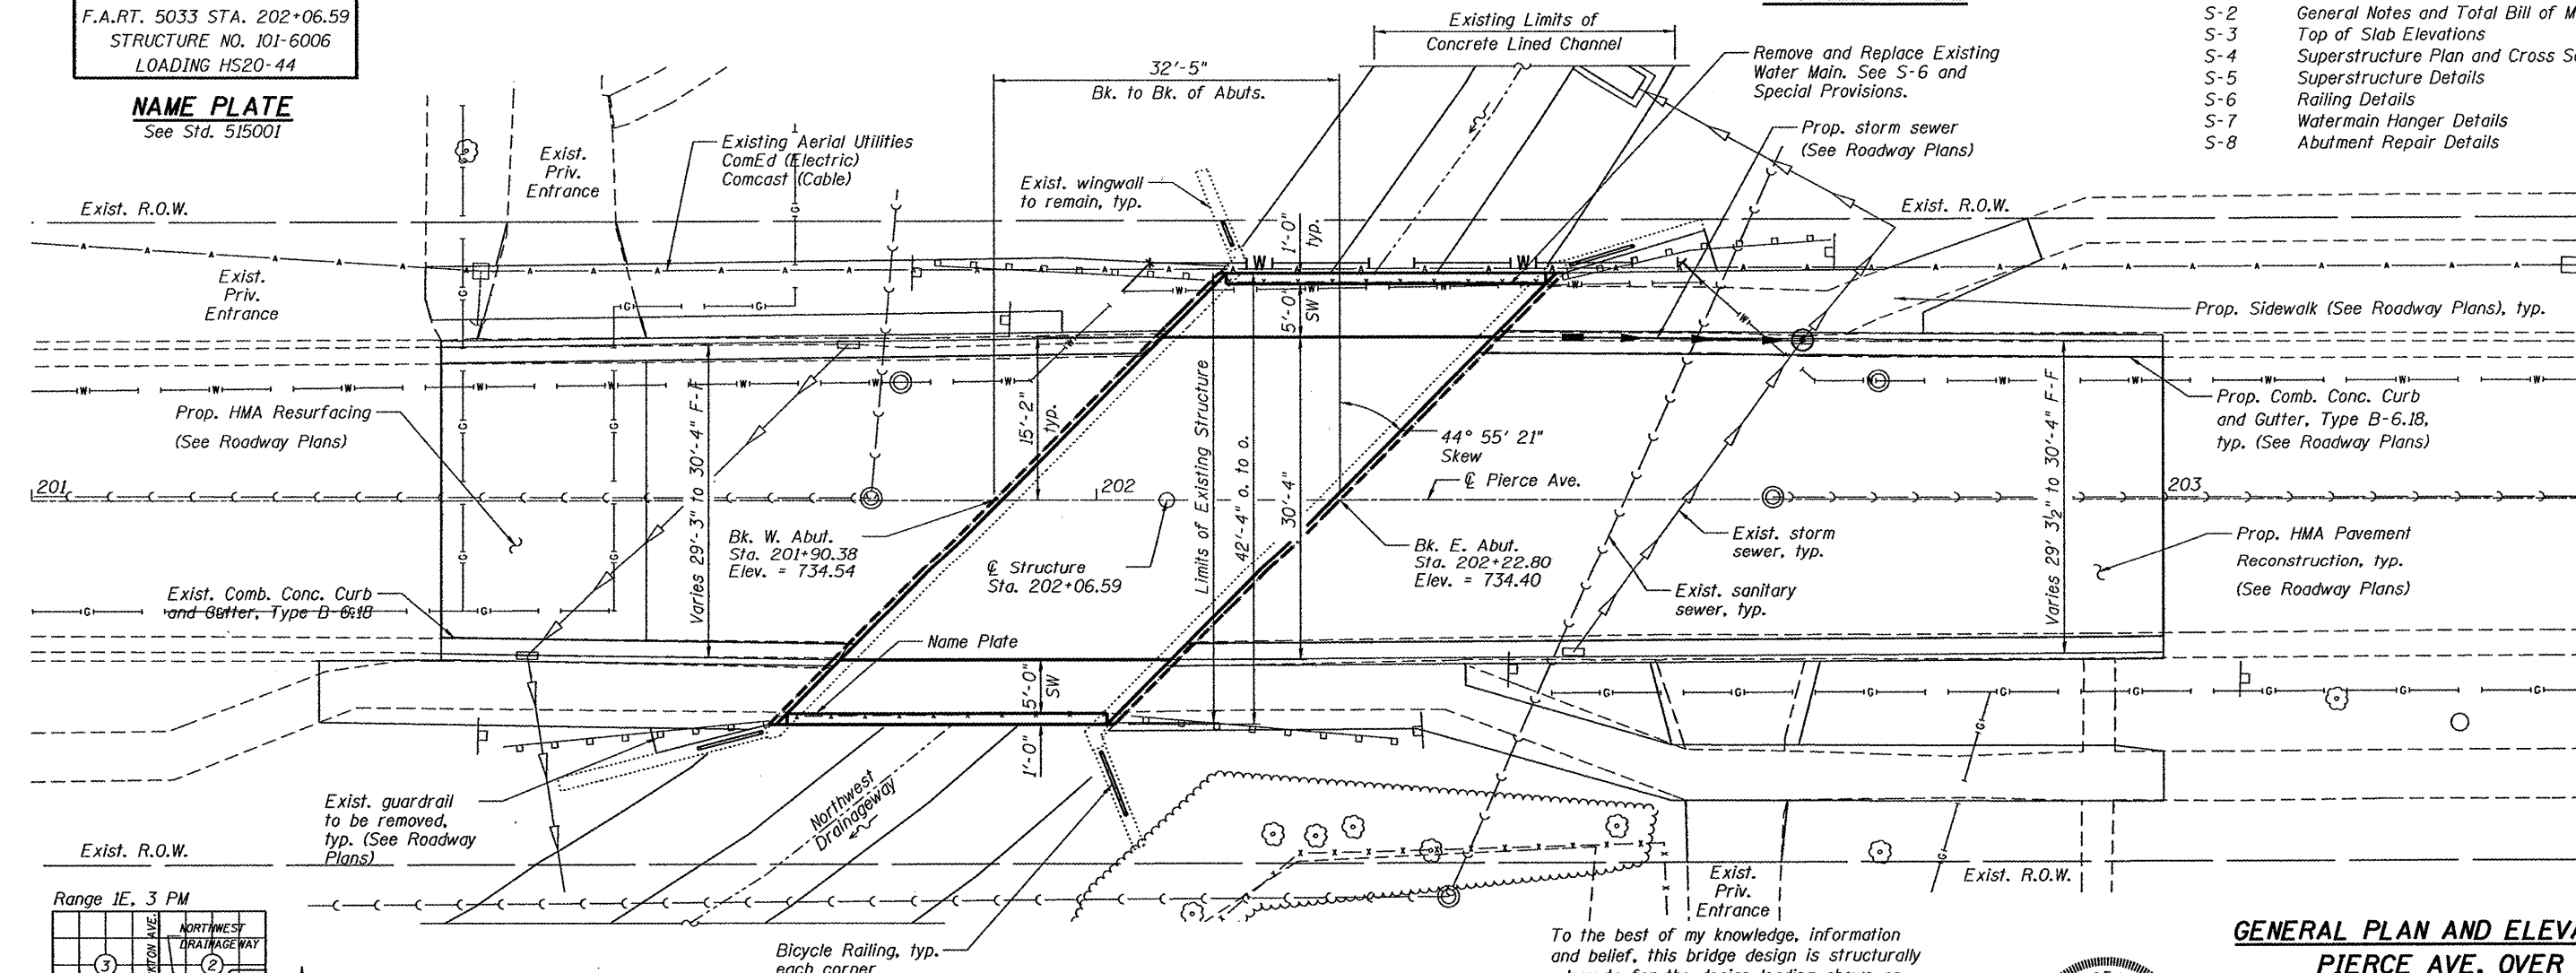 F.A.RT. 5033 STA. 202+06.59
STRUCTURE NO. 101-6006
LOADING HS20-44
NAME PLATE
See Std. 515001
Existing Limits of
Concrete Lined Channel
32'-5"
Bk. to Bk. of Abuts.
Remove and Replace Existing
Water Main. See S-6 and
Special Provisions.
S-2 General Notes and Total Bill of M
S-3 Top of Slab Elevations
S-4 Superstructure Plan and Cross S
S-5 Superstructure Details
S-6 Railing Details
S-7 Watermain Hanger Details
S-8 Abutment Repair Details
Prop. storm sewer
(See Roadway Plans)
Existing Aerial Utilities
ComEd (Electric)
Comcast (Cable)
Exist.
Priv.
Entrance
Exist. wingwall
to remain, typ.
Exist. R.O.W.
Exist. R.O.W.
1'-0"
typ.
Exist.
Priv.
Entrance
5'-0"
SW
Prop. Sidewalk (See Roadway Plans), typ.
Prop. HMA Resurfacing
(See Roadway Plans)
Varies 29'-3" to 30'-4" F-F
15'-2"
typ.
Limits of Existing Structure
42'-4" o. to o.
30'-4"
44° 55' 21"
Skew
℄ Pierce Ave.
Varies 29' 3½" to 30'-4" F-F
Prop. Comb. Conc. Curb
and Gutter, Type B-6.18,
typ. (See Roadway Plans)
201
202
203
Bk. W. Abut.
Sta. 201+90.38
Elev. = 734.54
℄ Structure
Sta. 202+06.59
Bk. E. Abut.
Sta. 202+22.80
Elev. = 734.40
Exist. storm
sewer, typ.
Exist. sanitary
sewer, typ.
Prop. HMA Pavement
Reconstruction, typ.
(See Roadway Plans)
Exist. Comb. Conc. Curb
and Gutter, Type B-6.18
Name Plate
5'-0"
SW
1'-0"
Northwest
Drainageway
Exist. guardrail
to be removed,
typ. (See Roadway
Plans)
Exist. R.O.W.
Exist. R.O.W.
Exist.
Priv.
Entrance
Range 1E, 3 PM
NORTHWEST
DRAINAGEWAY
KTON AVE.
3
2
Bicycle Railing, typ.
each corner
To the best of my knowledge, information
and belief, this bridge design is structurally
GENERAL PLAN AND ELEVA
PIERCE AVE. OVER